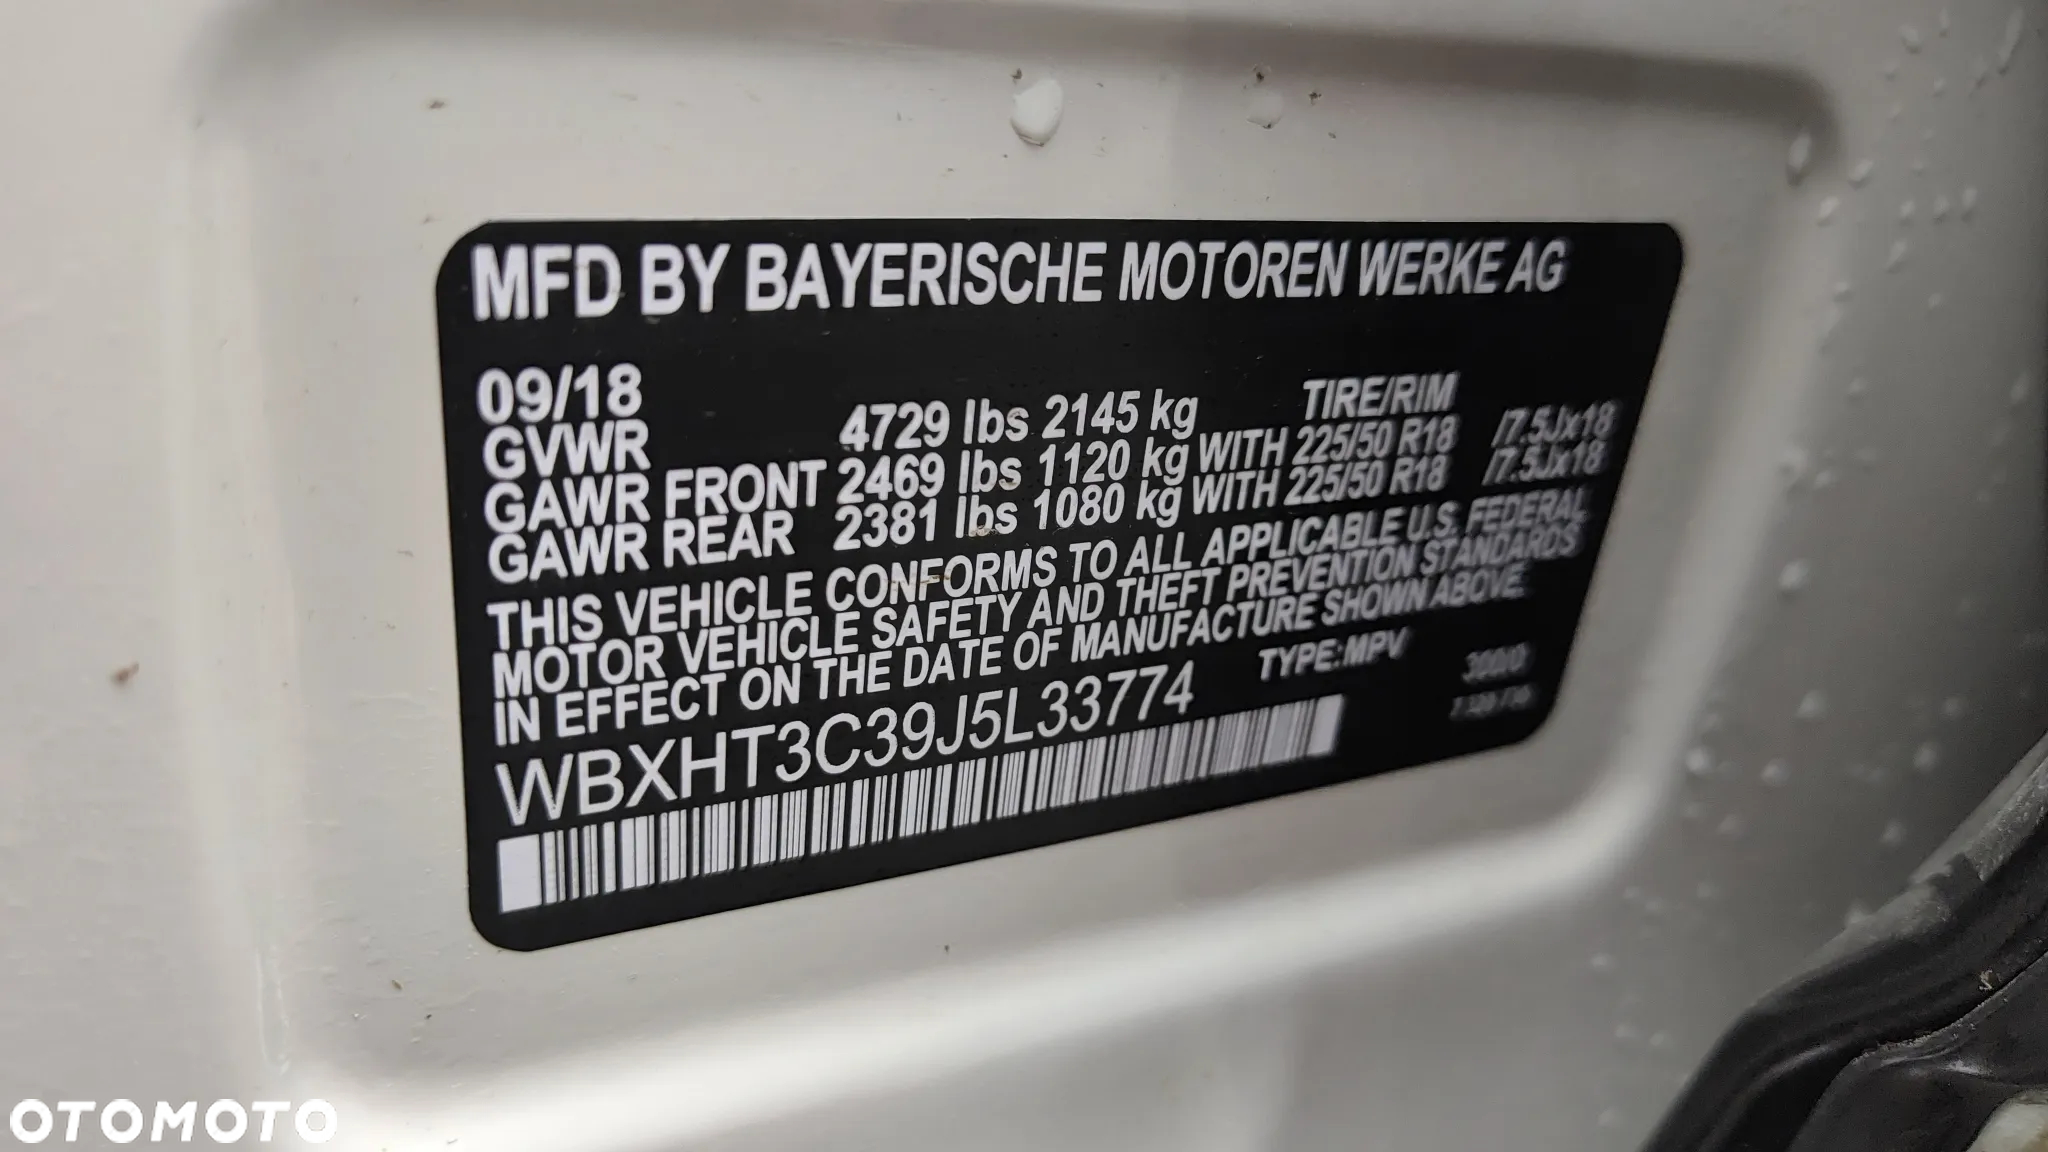 MFD BY BAYERISCHE MOTOREN WERKE AG
09/18 TIRE/RIM
GVWR 4729 lbs 2145 kg
GAWR FRONT 2469 lbs 1120 kg WITH 225/50 R18 /7.5Jx18
GAWR REAR 2381 lbs 1080 kg WITH 225/50 R18 /7.5Jx18
THIS VEHICLE CONFORMS TO ALL APPLICABLE U.S. FEDERAL
MOTOR VEHICLE SAFETY AND THEFT PREVENTION STANDARDS
IN EFFECT ON THE DATE OF MANUFACTURE SHOWN ABOVE.
WBXHT3C39J5L33774 TYPE:MPV
OTOMOTO